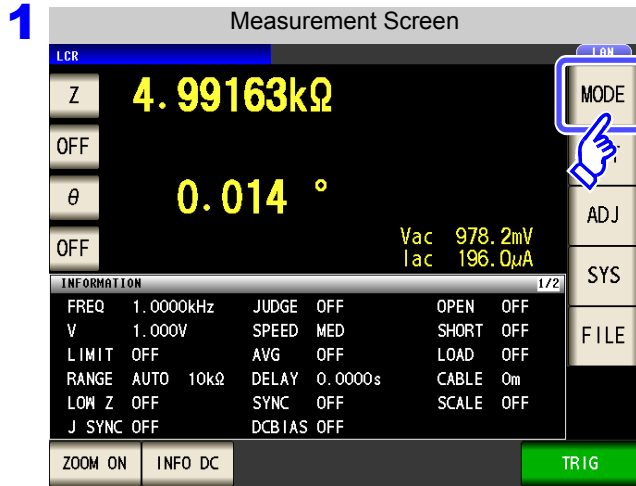 1
Measurement Screen
LCR
LAN
Z 4.99163kΩ
MODE
OFF
θ 0.014 °
ADJ
OFF
Vac 978.2mV
Iac 196.0μA
SYS
INFORMATION 1/2
FREQ 1.0000kHz JUDGE OFF OPEN OFF
V 1.000V SPEED MED SHORT OFF
FILE
LIMIT OFF AVG OFF LOAD OFF
RANGE AUTO 10kΩ DELAY 0.0000s CABLE 0m
LOW Z OFF SYNC OFF SCALE OFF
J SYNC OFF DCBIAS OFF
ZOOM ON INFO DC TRIG